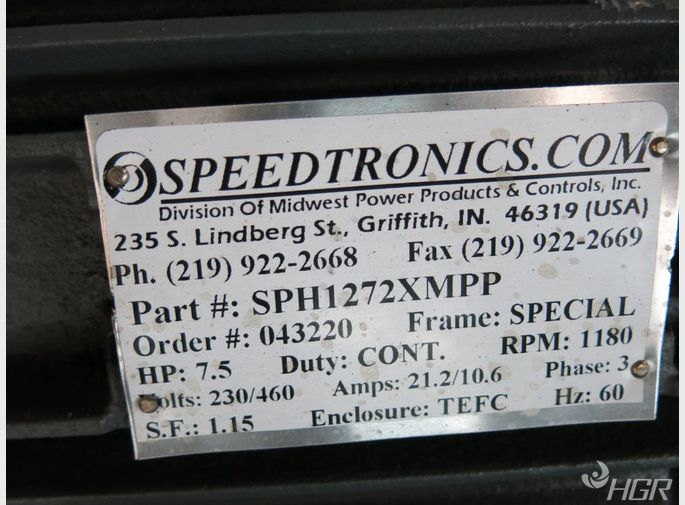 SPEEDTRONICS.COM
Division Of Midwest Power Products & Controls, Inc.
235 S. Lindberg St., Griffith, IN. 46319 (USA)
Ph. (219) 922-2668 Fax (219) 922-2669
Part #: SPH1272XMPP
Order #: 043220 Frame: SPECIAL
HP: 7.5 Duty: CONT. RPM: 1180
Volts: 230/460 Amps: 21.2/10.6 Phase: 3
S.F.: 1.15 Enclosure: TEFC Hz: 60
HGR